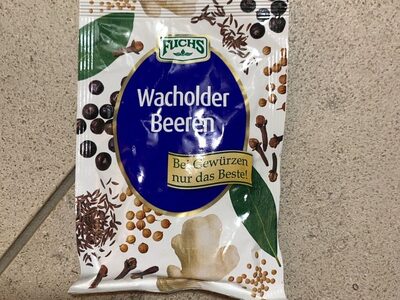 FUCHS
Wacholder
Beeren
Bei Gewürzen
nur das Beste!